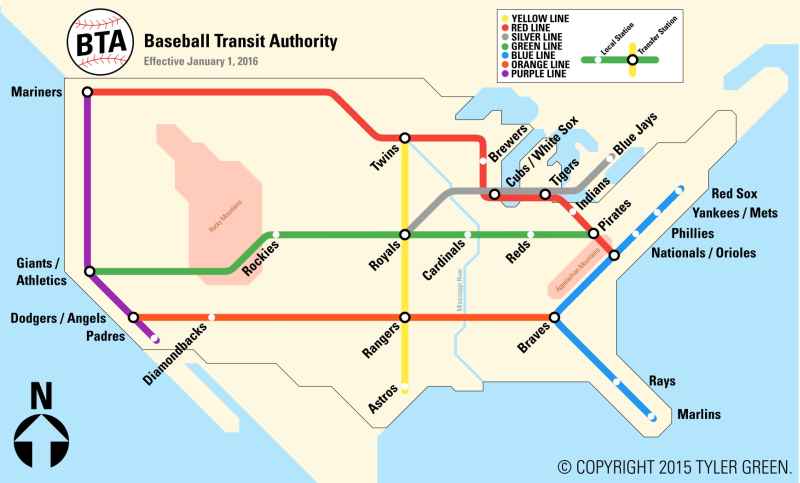 BTA
Baseball Transit Authority
Effective January 1, 2016
YELLOW LINE
RED LINE
SILVER LINE
GREEN LINE
BLUE LINE
ORANGE LINE
PURPLE LINE
Local Station
Transfer Station
Mariners
Twins
Brewers
Cubs / White Sox
Tigers
Blue Jays
Indians
Pirates
Red Sox
Yankees / Mets
Phillies
Nationals / Orioles
Rocky Mountains
Appalachian Mountains
Mississippi River
Giants /
Athletics
Rockies
Royals
Cardinals
Reds
Dodgers / Angels
Padres
Diamondbacks
Rangers
Braves
Astros
Rays
Marlins
N
© COPYRIGHT 2015 TYLER GREEN.